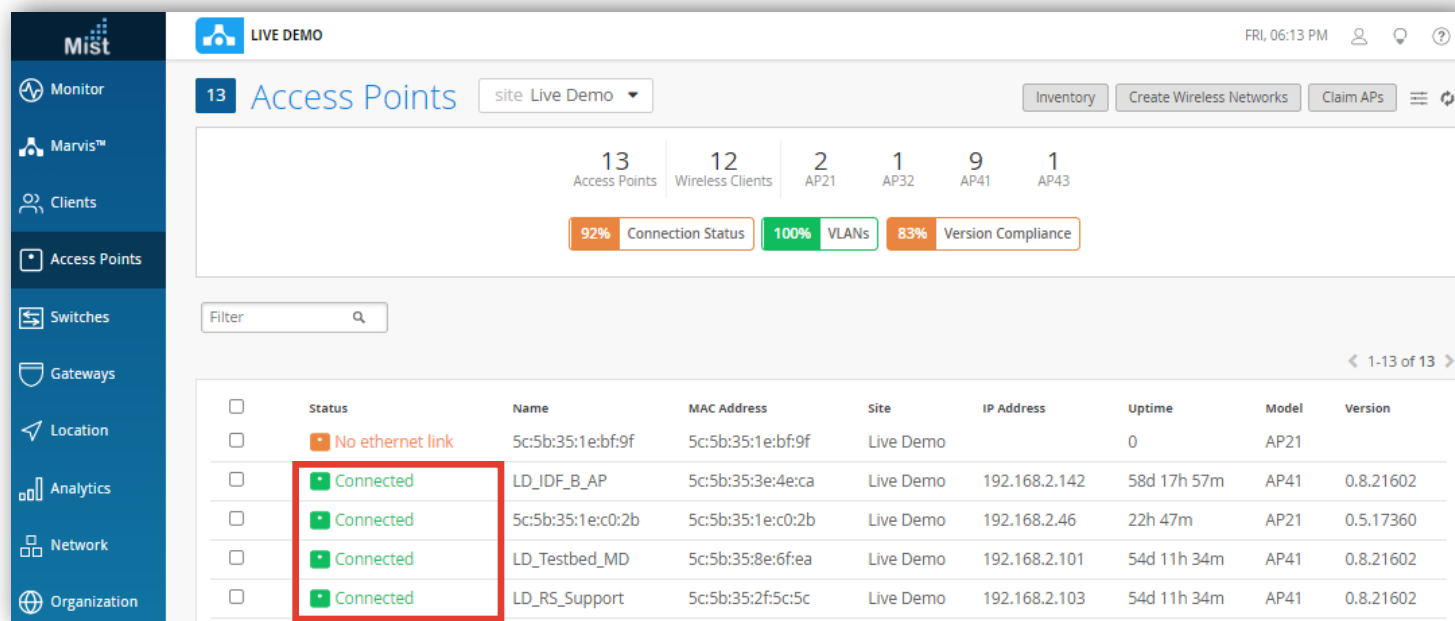 Mist
LIVE DEMO
FRI, 06:13 PM
?
Monitor
Marvis™
Clients
Access Points
Switches
Gateways
Location
Analytics
Network
Organization
13 Access Points site Live Demo
Inventory Create Wireless Networks Claim APs
13 12 2 1 9 1
Access Points Wireless Clients AP21 AP32 AP41 AP43
92% Connection Status 100% VLANs 83% Version Compliance
Filter
< 1-13 of 13 >
Status Name MAC Address Site IP Address Uptime Model Version
No ethernet link 5c:5b:35:1e:bf:9f 5c:5b:35:1e:bf:9f Live Demo 0 AP21
Connected LD_IDF_B_AP 5c:5b:35:3e:4e:ca Live Demo 192.168.2.142 58d 17h 57m AP41 0.8.21602
Connected 5c:5b:35:1e:c0:2b 5c:5b:35:1e:c0:2b Live Demo 192.168.2.46 22h 47m AP21 0.5.17360
Connected LD_Testbed_MD 5c:5b:35:8e:6f:ea Live Demo 192.168.2.101 54d 11h 34m AP41 0.8.21602
Connected LD_RS_Support 5c:5b:35:2f:5c:5c Live Demo 192.168.2.103 54d 11h 34m AP41 0.8.21602